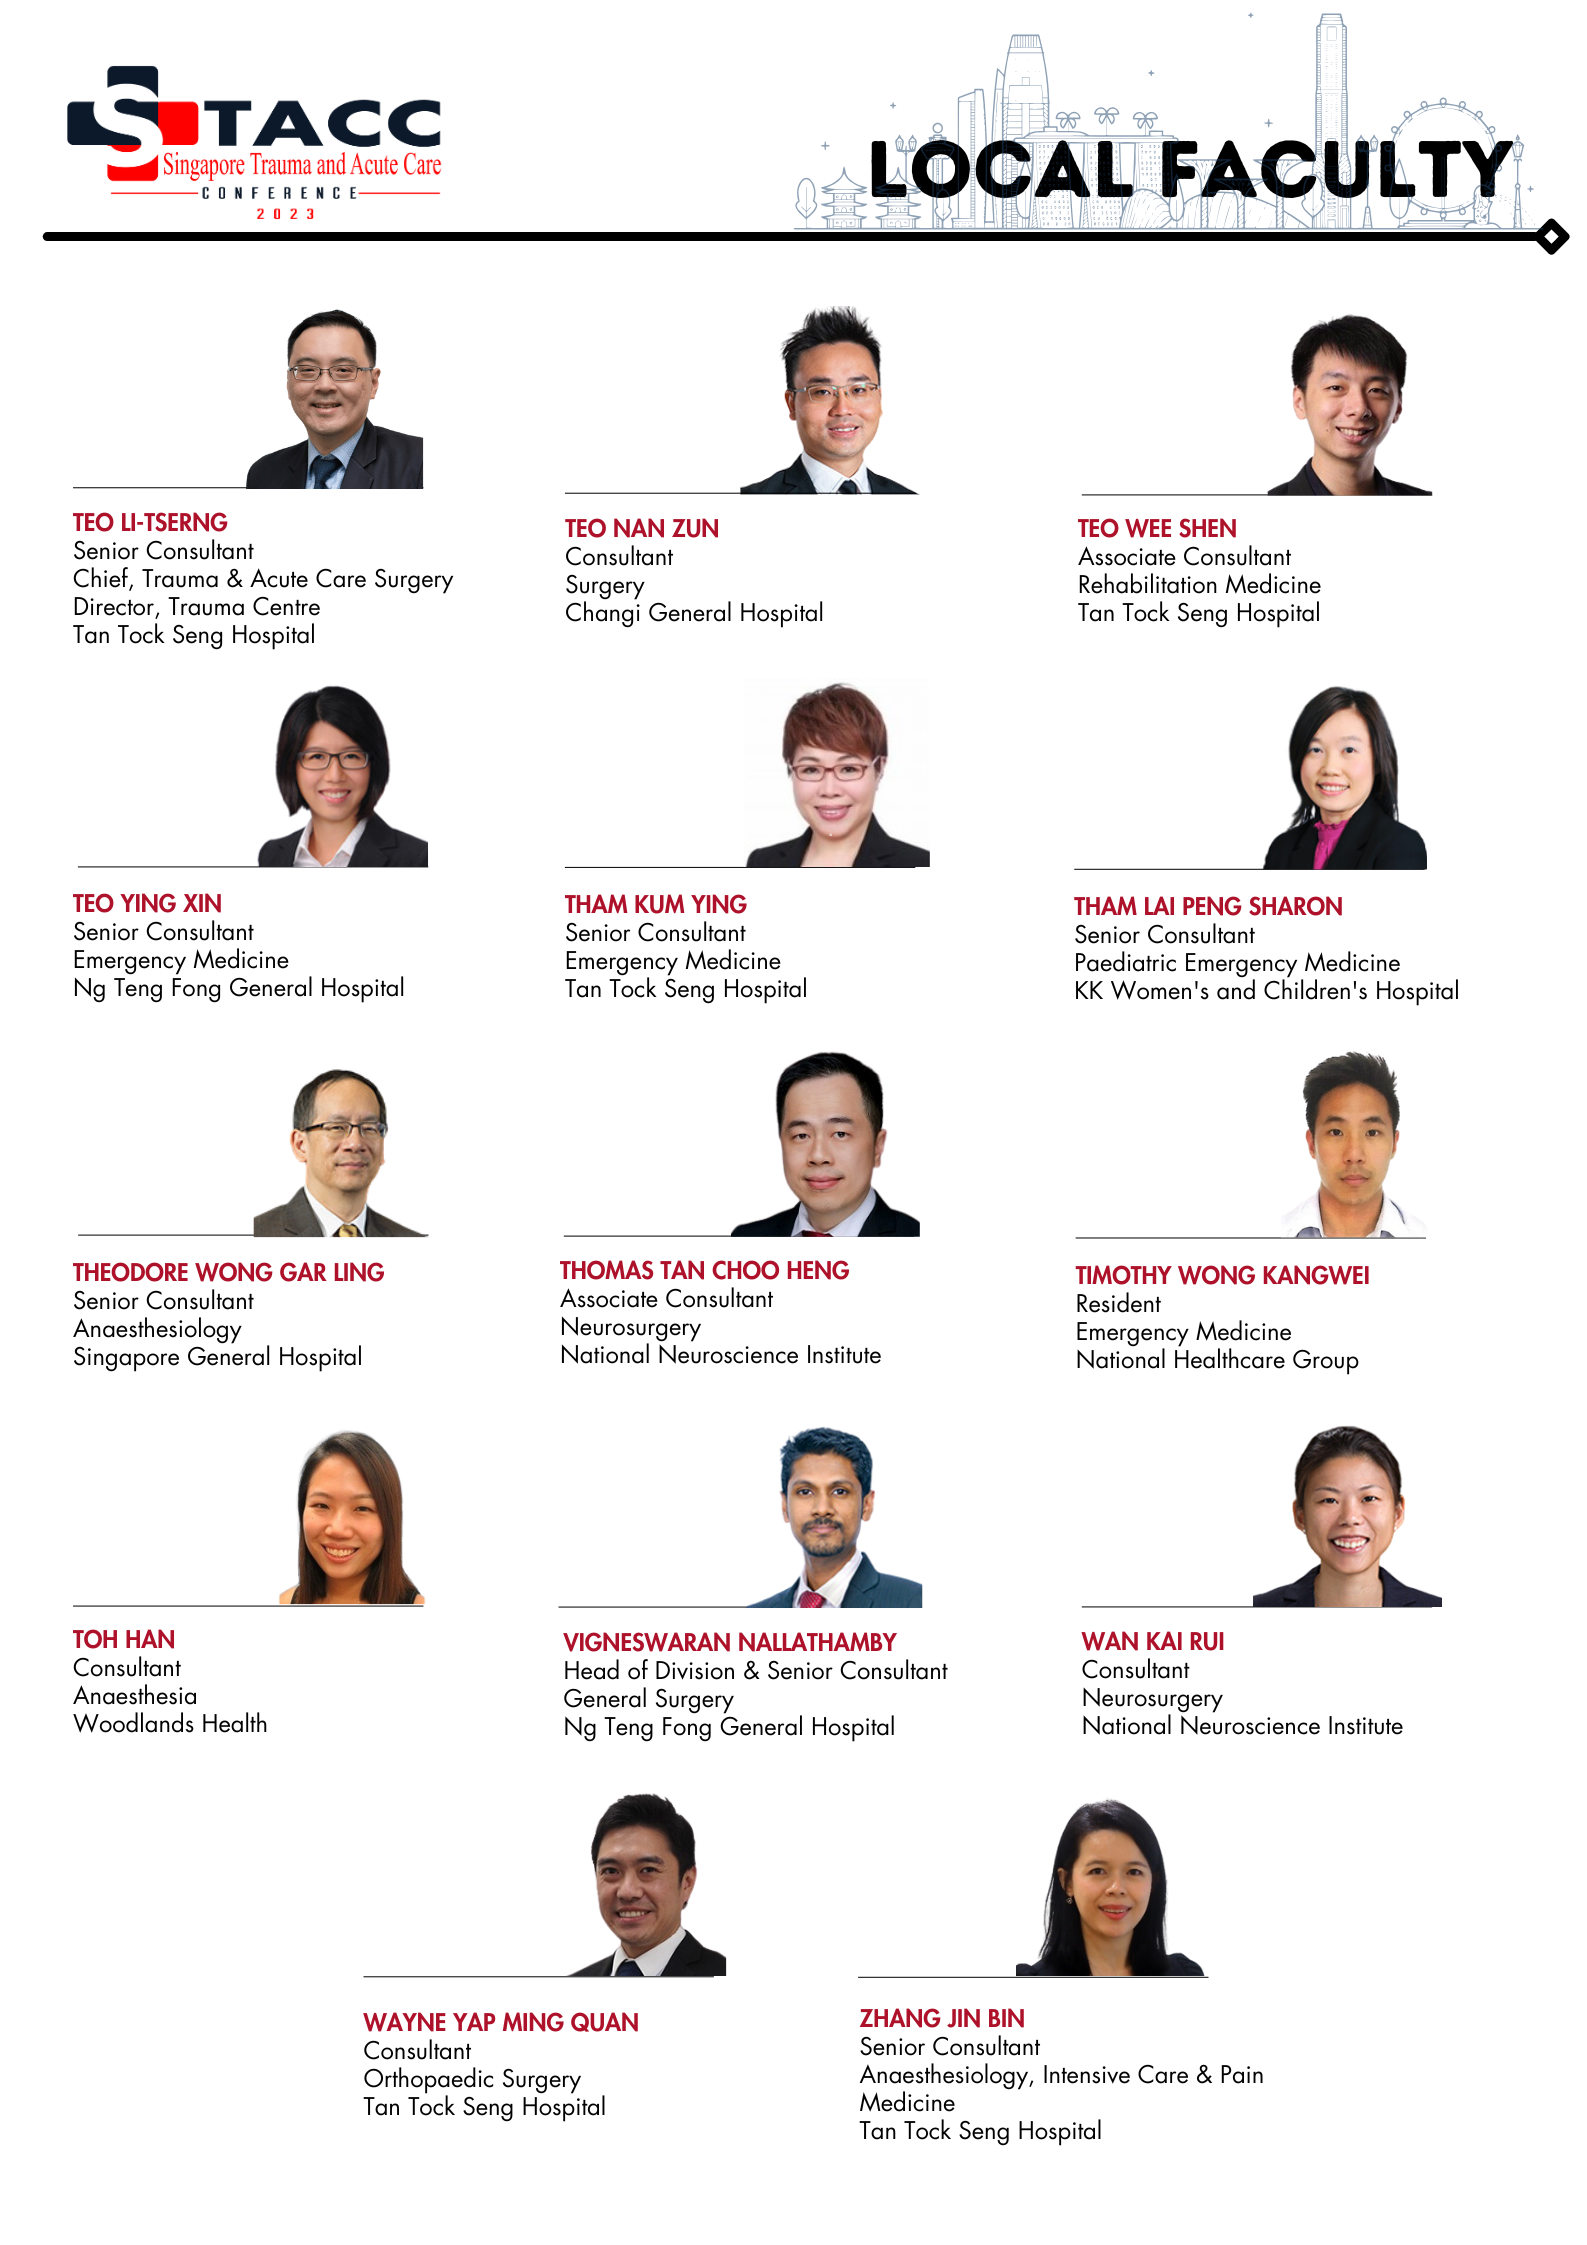 STACC
Singapore Trauma and Acute Care
CONFERENCE
2023
LOCAL FACULTY
TEO LI-TSERNG
Senior Consultant
Chief, Trauma & Acute Care Surgery
Director, Trauma Centre
Tan Tock Seng Hospital
TEO NAN ZUN
Consultant
Surgery
Changi General Hospital
TEO WEE SHEN
Associate Consultant
Rehabilitation Medicine
Tan Tock Seng Hospital
TEO YING XIN
Senior Consultant
Emergency Medicine
Ng Teng Fong General Hospital
THAM KUM YING
Senior Consultant
Emergency Medicine
Tan Tock Seng Hospital
THAM LAI PENG SHARON
Senior Consultant
Paediatric Emergency Medicine
KK Women's and Children's Hospital
THEODORE WONG GAR LING
Senior Consultant
Anaesthesiology
Singapore General Hospital
THOMAS TAN CHOO HENG
Associate Consultant
Neurosurgery
National Neuroscience Institute
TIMOTHY WONG KANGWEI
Resident
Emergency Medicine
National Healthcare Group
TOH HAN
Consultant
Anaesthesia
Woodlands Health
VIGNESWARAN NALLATHAMBY
Head of Division & Senior Consultant
General Surgery
Ng Teng Fong General Hospital
WAN KAI RUI
Consultant
Neurosurgery
National Neuroscience Institute
WAYNE YAP MING QUAN
Consultant
Orthopaedic Surgery
Tan Tock Seng Hospital
ZHANG JIN BIN
Senior Consultant
Anaesthesiology, Intensive Care & Pain
Medicine
Tan Tock Seng Hospital